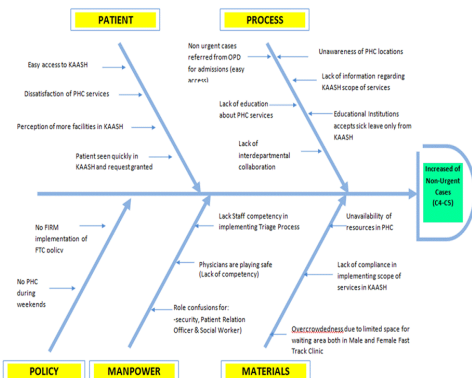 PATIENT
PROCESS
Easy access to KAASH
Dissatifaction of PHC services
Perception of more facilities in KAASH
Patient seen quickly in
KAASH and request granted
Non urgent cases
referred from OPD
for admissions (easy
access)
Lack of education
about PHC services
Lack of
interdepartmental
collaboration
Unawareness of PHC locations
Lack of information regarding
KAASH scope of services
Educational Institutions
accepts sick leave only from
KAASH
Increased of
Non-Urgent
Cases
(C4-C5)
No FIRM
implementation of
FTC policy
No PHC
during
weekends
Lack Staff competency in
implementing Triage Process
Physicians are playing safe
(Lack of competency)
Role confusions for:
-security, Patient Relation
Officer & Social Worker)
Unavailability of
resources in PHC
Lack of compliance in
implementing scope of
services in KAASH
Overcrowdedness due to limited space for
waiting area both in Male and Female Fast
Track Clinic
POLICY
MANPOWER
MATERIALS